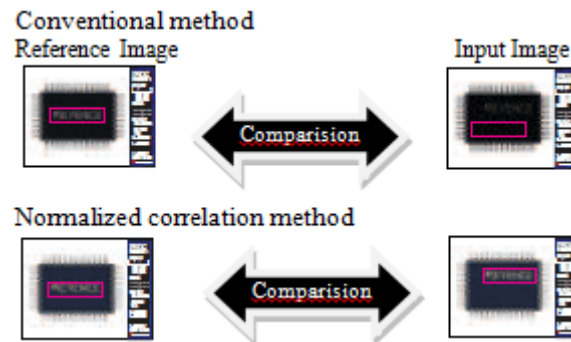 Conventional method
Reference Image
Input Image
Comparision
Normalized correlation method
Comparision